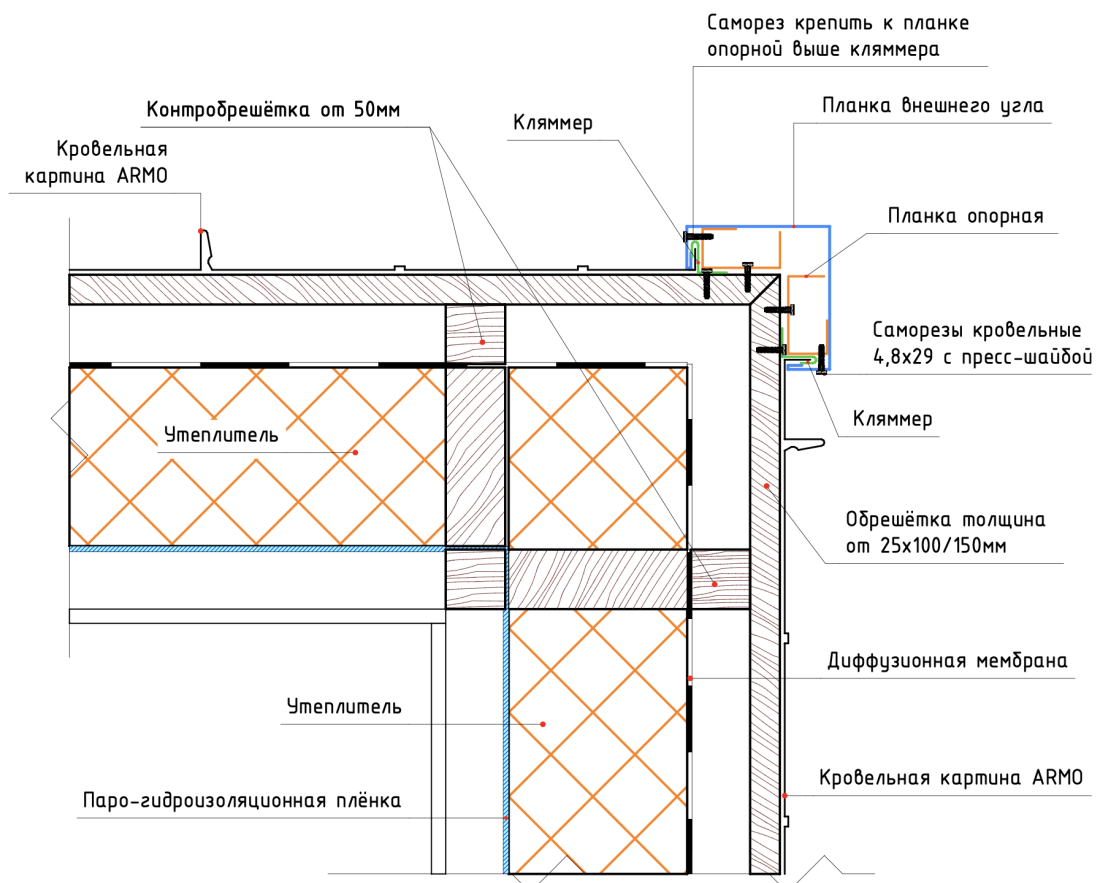 Саморез крепить к планке
опорной выше кляммера
Контробрешётка от 50мм
Кляммер
Планка внешнего угла
Кровельная
картина ARMO
Планка опорная
Саморезы кровельные
4,8х29 с пресс-шайбой
Кляммер
Утеплитель
Обрешётка толщина
от 25х100/150мм
Диффузионная мембрана
Утеплитель
Кровельная картина ARMO
Паро-гидроизоляционная плёнка